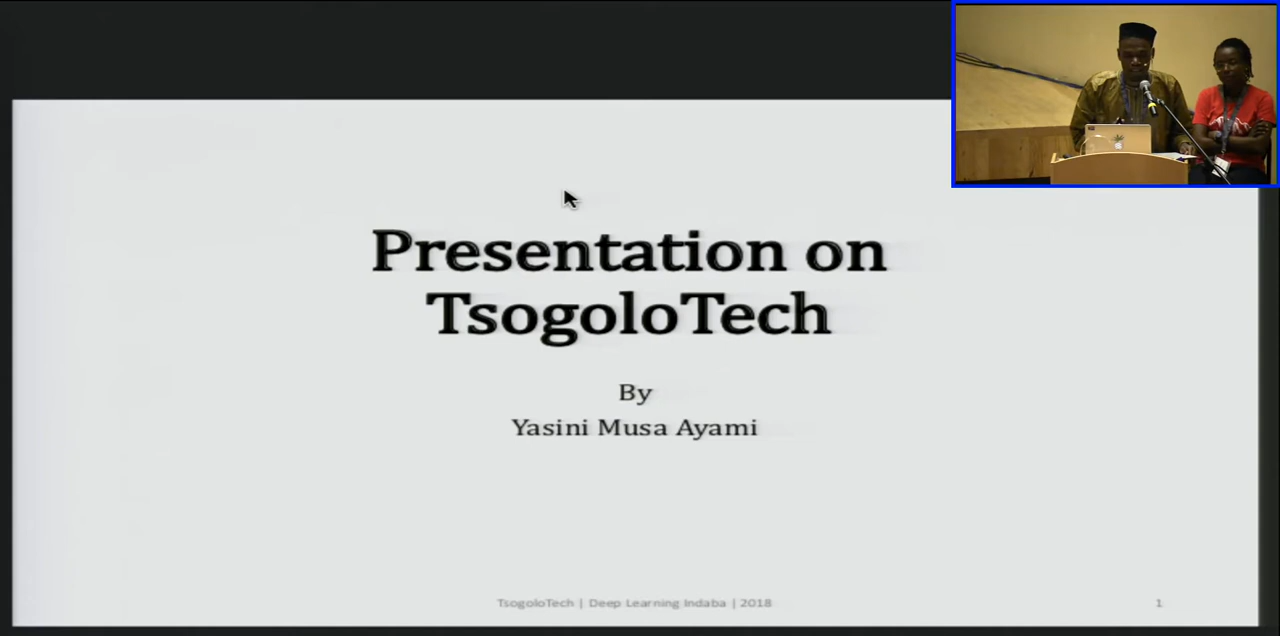 Presentation on
TsogoloTech
By
Yasini Musa Ayami
TsogoloTech | Deep Learning Indaba | 2018
1